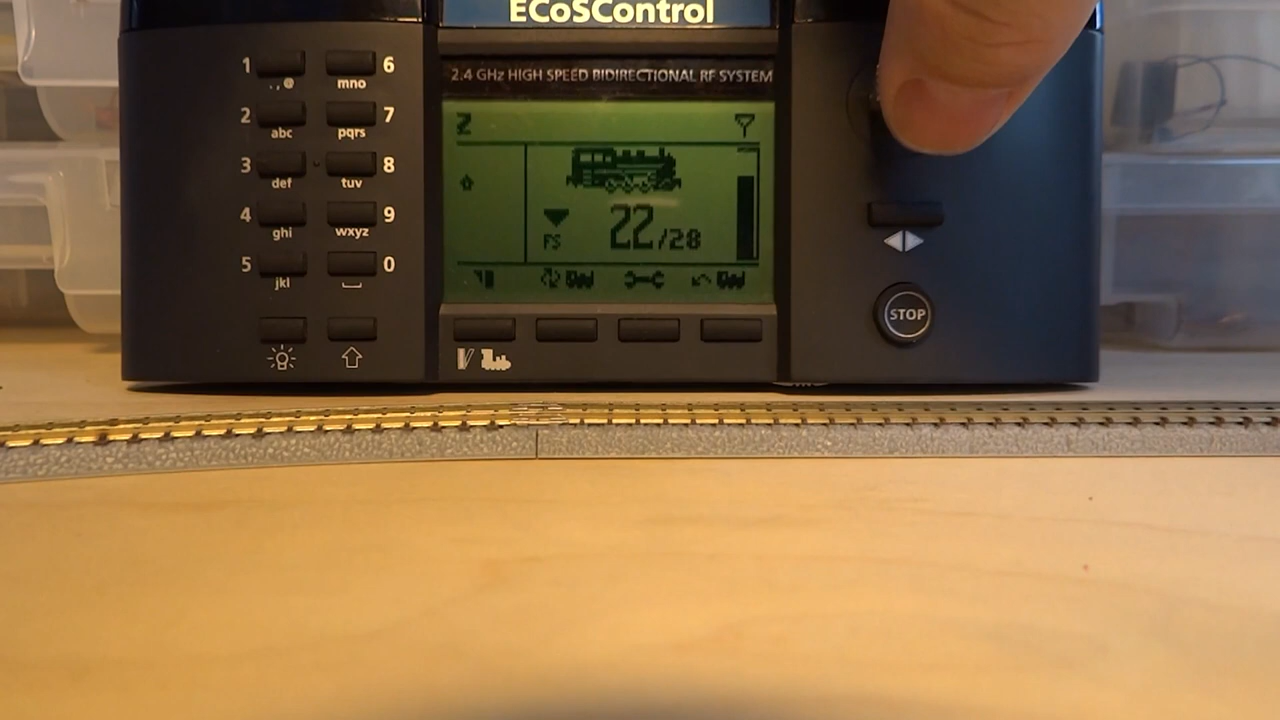 ECoSControl
2.4 GHz HIGH SPEED BIDIRECTIONAL RF SYSTEM
1 6
.,@ mno
2 7
abc pqrs
3 8
def tuv
4 9
ghi wxyz
5 0
jkl
Z
FS 22/28
STOP